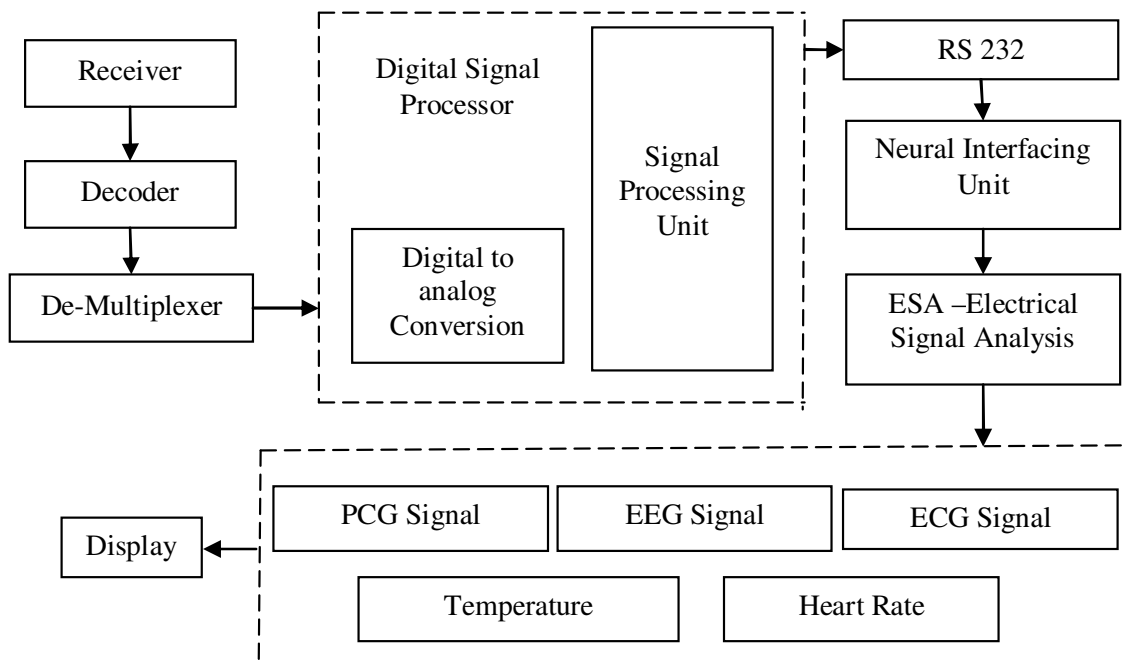 Receiver
Decoder
De-Multiplexer
Digital Signal
Processor
Digital to
analog
Conversion
Signal
Processing
Unit
RS 232
Neural Interfacing
Unit
ESA –Electrical
Signal Analysis
PCG Signal
EEG Signal
ECG Signal
Temperature
Heart Rate
Display